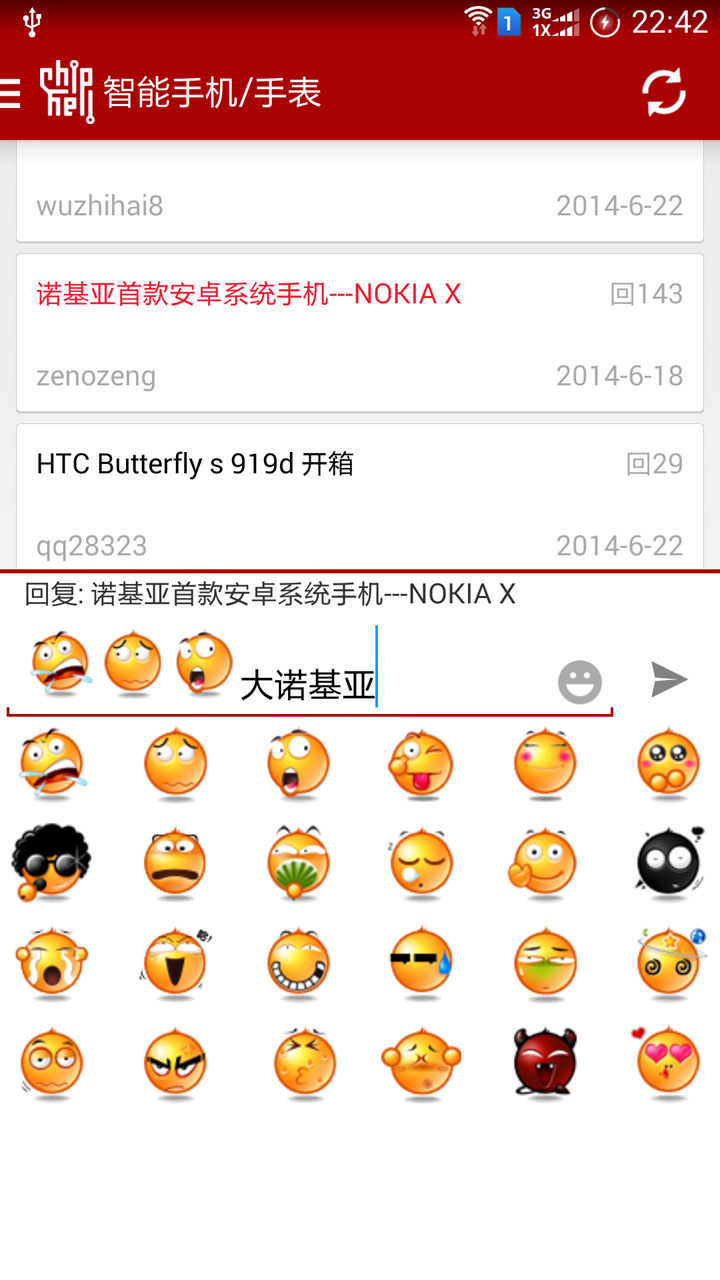 1 3G 1X 22:42
chip hell 智能手机/手表
wuzhihai8 2014-6-22
诺基亚首款安卓系统手机---NOKIA X 回143
zenozeng 2014-6-18
HTC Butterfly s 919d 开箱 回29
qq28323 2014-6-22
回复: 诺基亚首款安卓系统手机---NOKIA X
大诺基亚
z